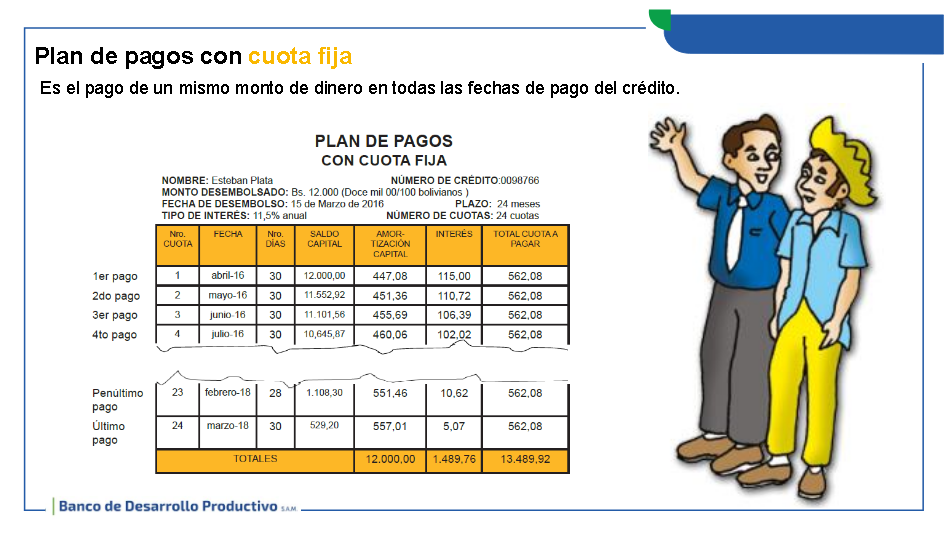 Plan de pagos con cuota fija
Es el pago de un mismo monto de dinero en todas las fechas de pago del crédito.
PLAN DE PAGOS
CON CUOTA FIJA
NOMBRE: Esteban Plata NÚMERO DE CRÉDITO:0098766
MONTO DESEMBOLSADO: Bs. 12.000 (Doce mil 00/100 bolivianos )
FECHA DE DESEMBOLSO: 15 de Marzo de 2016 PLAZO: 24 meses
TIPO DE INTERÉS: 11,5% anual NÚMERO DE CUOTAS: 24 cuotas
Nro. CUOTA FECHA Nro. DÍAS SALDO CAPITAL AMOR-TIZACIÓN CAPITAL INTERÉS TOTAL CUOTA A PAGAR
1er pago 1 abril-16 30 12.000,00 447,08 115,00 562,08
2do pago 2 mayo-16 30 11.552,92 451,36 110,72 562,08
3er pago 3 junio-16 30 11.101,56 455,69 106,39 562,08
4to pago 4 julio-16 30 10,645,87 460,06 102,02 562,08
Penúltimo pago 23 febrero-18 28 1.108,30 551,46 10,62 562,08
Último pago 24 marzo-18 30 529,20 557,01 5,07 562,08
TOTALES 12.000,00 1.489,76 13.489,92
Banco de Desarrollo Productivo S.A.M.